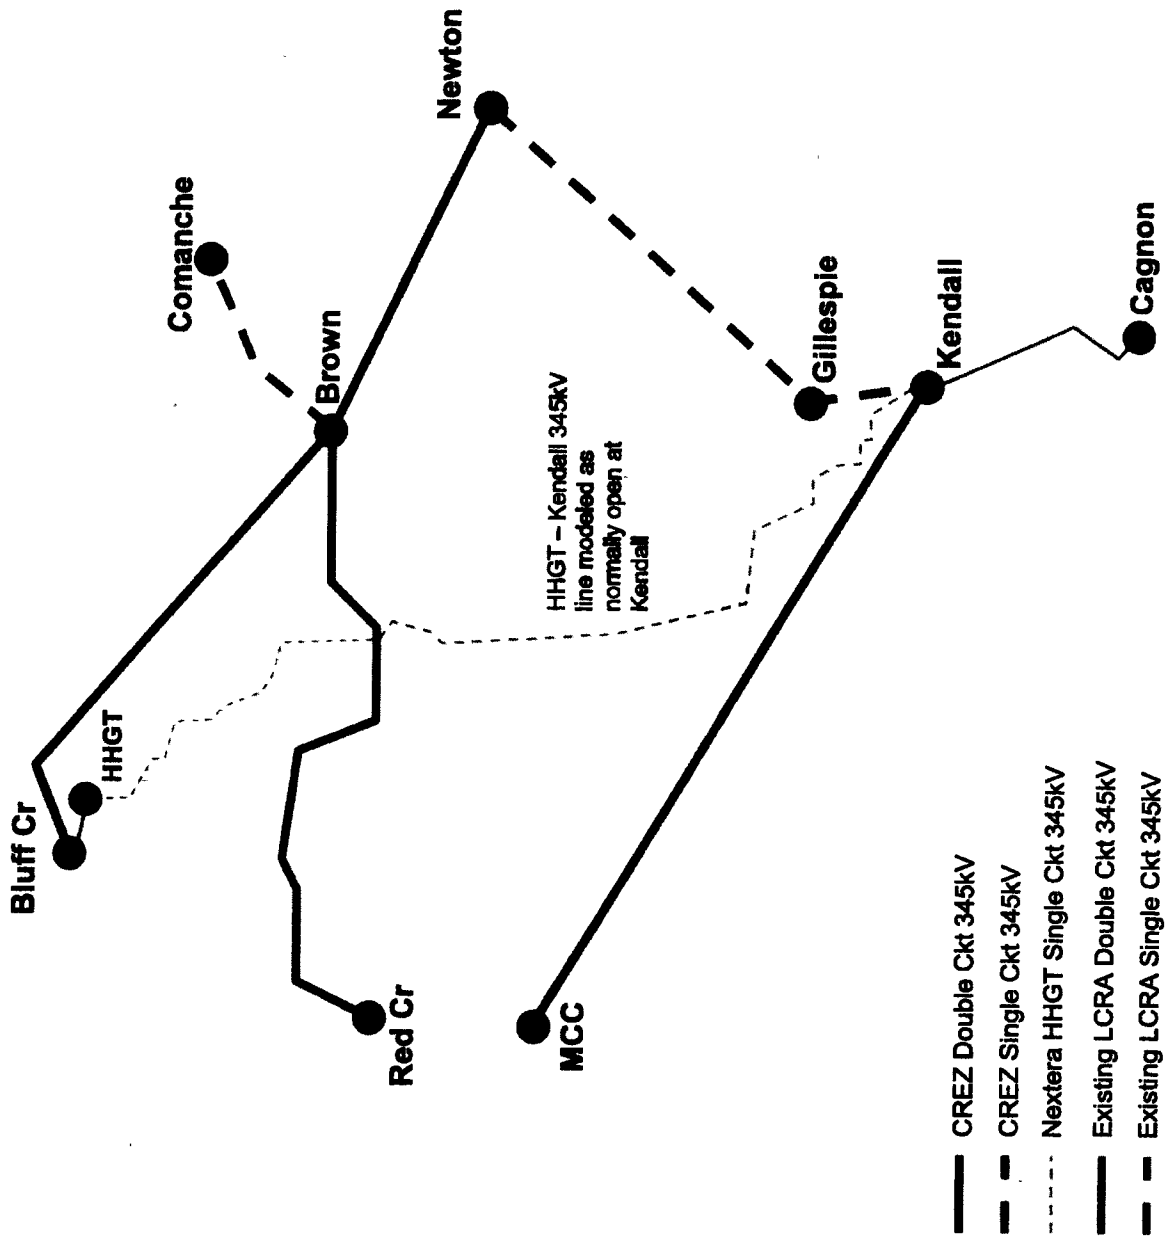 Bluff Cr
HHGT
Red Cr
MCC
Comanche
Brown
Newton
HHGT – Kendall 345kV
line modeled as
normally open at
Kendall
Gillespie
Kendall
Cagnon
CREZ Double Ckt 345kV
CREZ Single Ckt 345kV
Nextera HHGT Single Ckt 345kV
Existing LCRA Double Ckt 345kV
Existing LCRA Single Ckt 345kV